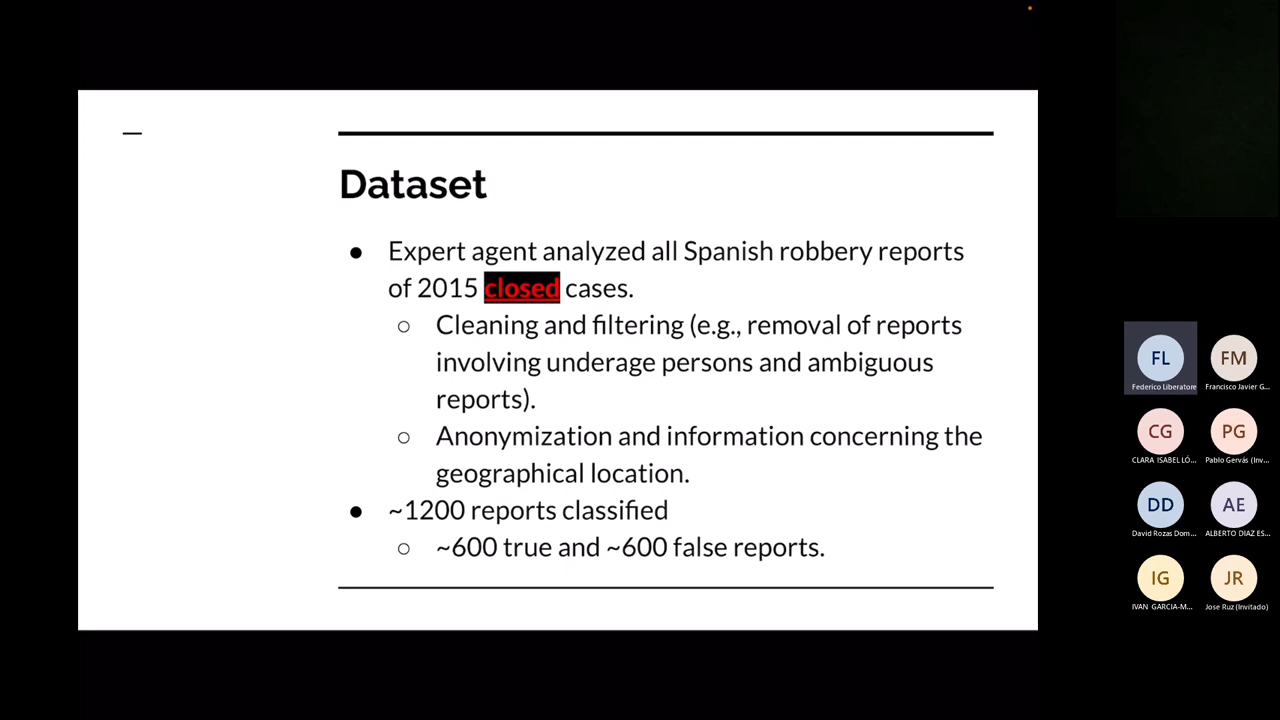 Dataset
● Expert agent analyzed all Spanish robbery reports
of 2015 closed cases.
○ Cleaning and filtering (e.g., removal of reports
involving underage persons and ambiguous
reports).
○ Anonymization and information concerning the
geographical location.
● ~1200 reports classified
○ ~600 true and ~600 false reports.
FL
Federico Liberatore
FM
Francisco Javier G...
CG
CLARA ISABEL LÓ...
PG
Pablo Gervás (Inv...
DD
David Rozas Dom...
AE
ALBERTO DIAZ ES...
IG
IVAN GARCIA-M...
JR
Jose Ruz (Invitado)